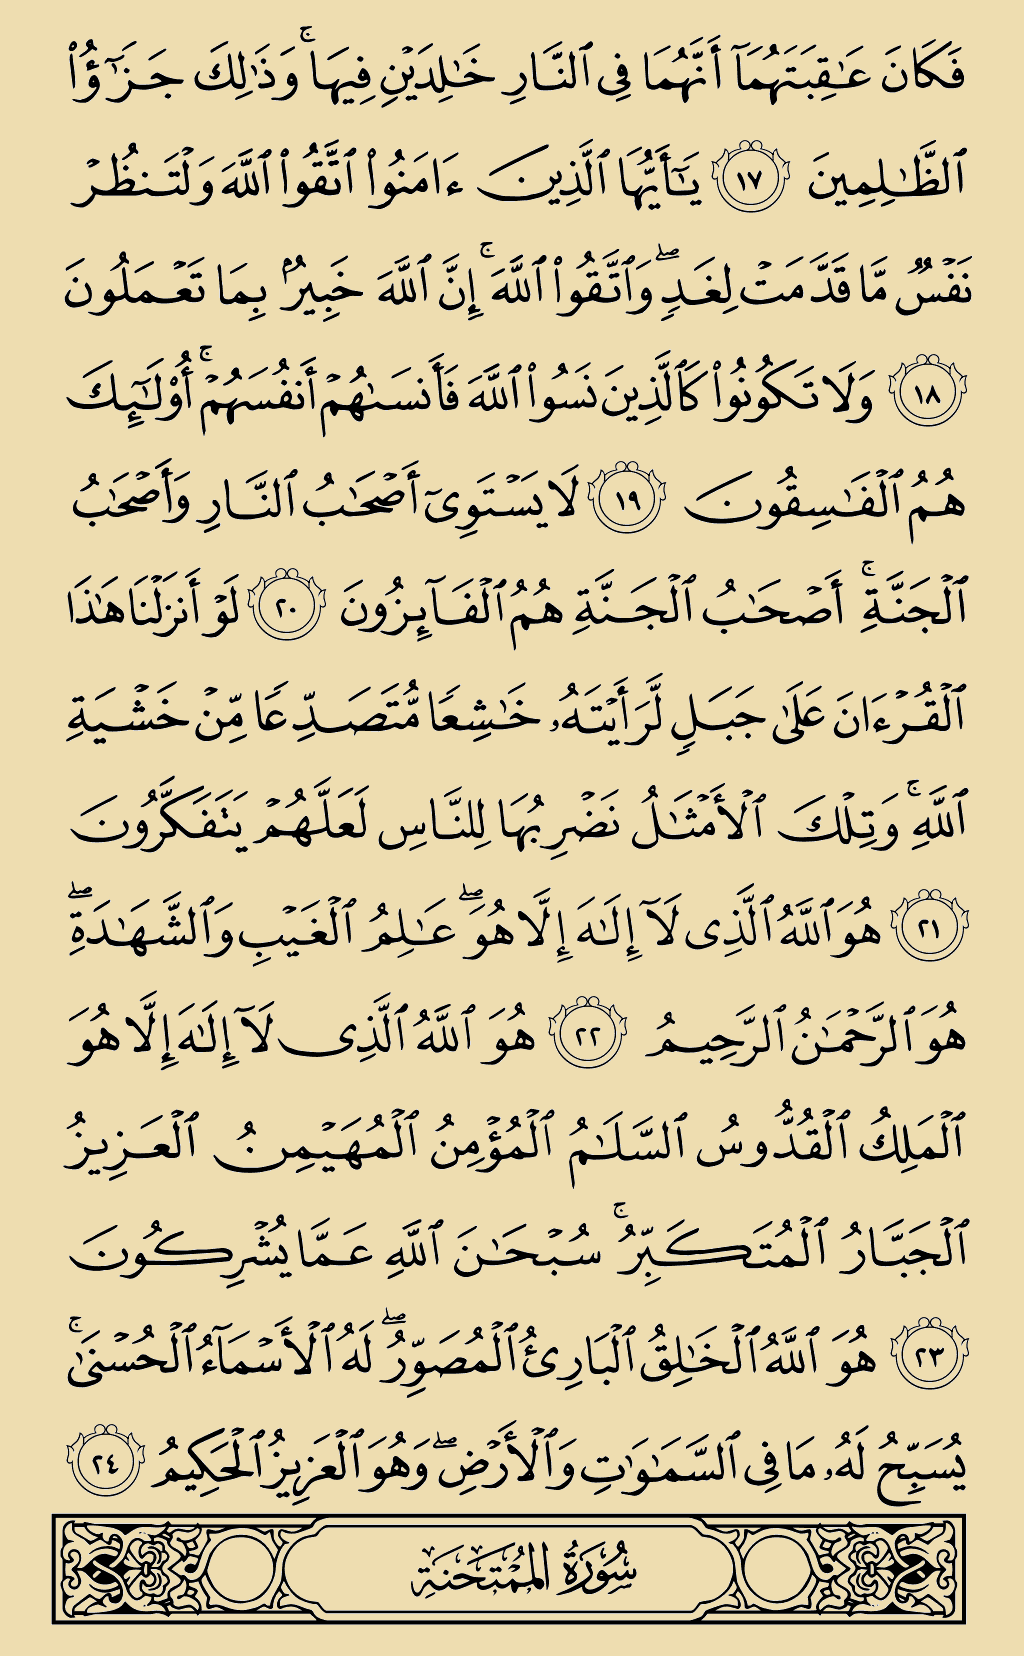 فَكَانَ عَـٰقِبَتَهُمَآ أَنَّهُمَا فِى ٱلنَّارِ خَـٰلِدَيْنِ فِيهَا ۚ وَذَٰلِكَ جَزَٰٓؤُا۟
ٱلظَّـٰلِمِينَ ١٧ يَـٰٓأَيُّهَا ٱلَّذِينَ ءَامَنُوا۟ ٱتَّقُوا۟ ٱللَّهَ وَلْتَنظُرْ
نَفْسٌ مَّا قَدَّمَتْ لِغَدٍ ۖ وَٱتَّقُوا۟ ٱللَّهَ ۚ إِنَّ ٱللَّهَ خَبِيرٌۢ بِمَا تَعْمَلُونَ
١٨ وَلَا تَكُونُوا۟ كَٱلَّذِينَ نَسُوا۟ ٱللَّهَ فَأَنسَىٰهُمْ أَنفُسَهُمْ ۚ أُو۟لَـٰٓئِكَ
هُمُ ٱلْفَـٰسِقُونَ ١٩ لَا يَسْتَوِىٓ أَصْحَـٰبُ ٱلنَّارِ وَأَصْحَـٰبُ
ٱلْجَنَّةِ ۚ أَصْحَـٰبُ ٱلْجَنَّةِ هُمُ ٱلْفَآئِزُونَ ٢٠ لَوْ أَنزَلْنَا هَـٰذَا
ٱلْقُرْءَانَ عَلَىٰ جَبَلٍ لَّرَأَيْتَهُۥ خَـٰشِعًا مُّتَصَدِّعًا مِّنْ خَشْيَةِ
ٱللَّهِ ۚ وَتِلْكَ ٱلْأَمْثَـٰلُ نَضْرِبُهَا لِلنَّاسِ لَعَلَّهُمْ يَتَفَكَّرُونَ
٢١ هُوَ ٱللَّهُ ٱلَّذِى لَآ إِلَـٰهَ إِلَّا هُوَ ۖ عَـٰلِمُ ٱلْغَيْبِ وَٱلشَّهَـٰدَةِ ۖ
هُوَ ٱلرَّحْمَـٰنُ ٱلرَّحِيمُ ٢٢ هُوَ ٱللَّهُ ٱلَّذِى لَآ إِلَـٰهَ إِلَّا هُوَ
ٱلْمَلِكُ ٱلْقُدُّوسُ ٱلسَّلَـٰمُ ٱلْمُؤْمِنُ ٱلْمُهَيْمِنُ ٱلْعَزِيزُ
ٱلْجَبَّارُ ٱلْمُتَكَبِّرُ ۚ سُبْحَـٰنَ ٱللَّهِ عَمَّا يُشْرِكُونَ
٢٣ هُوَ ٱللَّهُ ٱلْخَـٰلِقُ ٱلْبَارِئُ ٱلْمُصَوِّرُ ۖ لَهُ ٱلْأَسْمَآءُ ٱلْحُسْنَىٰ ۚ
يُسَبِّحُ لَهُۥ مَا فِى ٱلسَّمَـٰوَٰتِ وَٱلْأَرْضِ ۖ وَهُوَ ٱلْعَزِيزُ ٱلْحَكِيمُ ٢٤
سُورَةُ المُمْتَحَنَةِ